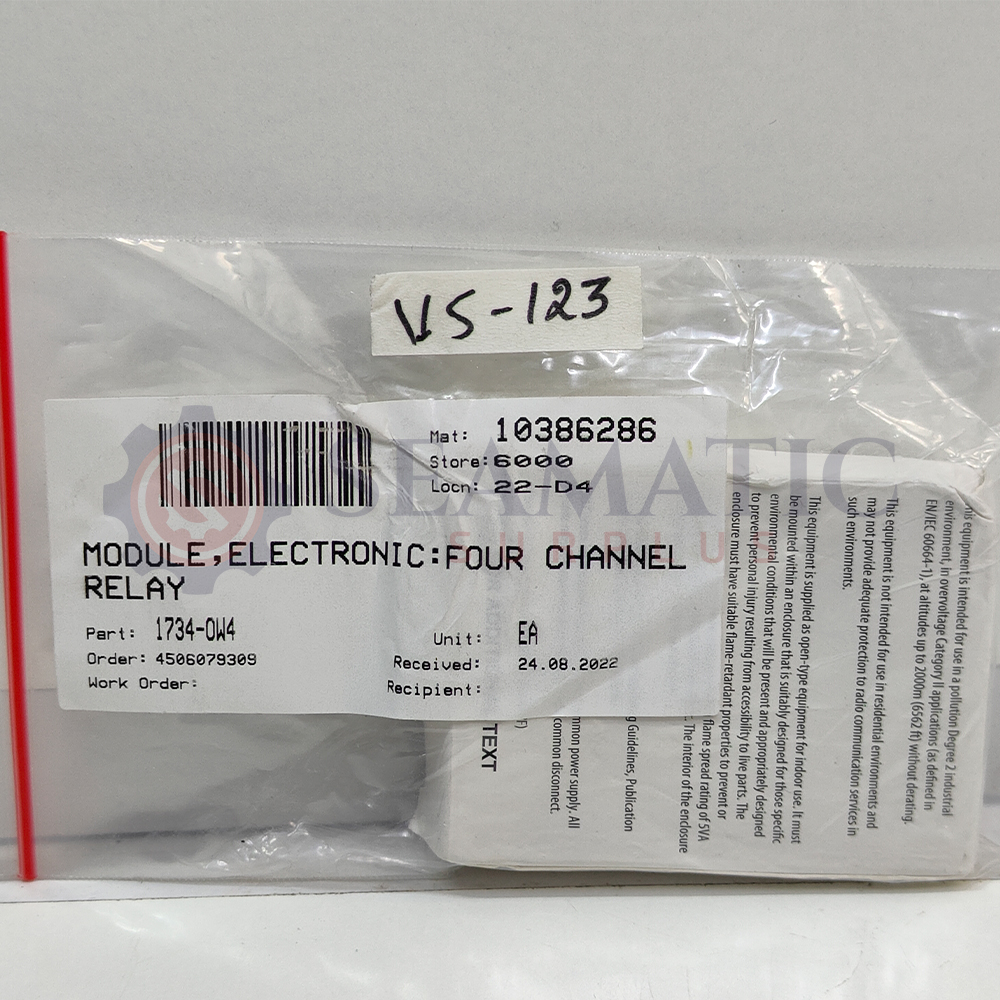 VS-123
Mat: 10386286
Store: 6000
Locn: 22-D4
SEAMATIC
SURPLUS
MODULE,ELECTRONIC:FOUR CHANNEL
RELAY
Part: 1734-OW4
Order: 4506079309
Work Order:
Unit: EA
Received: 24.08.2022
Recipient:
This equipment is intended for use in a pollution Degree 2 industrial
environment, in overvoltage Category II applications (as defined in
EN/IEC 60664-1), at altitudes up to 2000m (6562 ft) without derating.
This equipment is not intended for use in residential environments and
may not provide adequate protection to radio communication services in
such environments.
This equipment is supplied as open-type equipment for indoor use. It must
be mounted within an enclosure that is suitably designed for those specific
environmental conditions that will be present and appropriately designed
to prevent personal injury resulting from accessibility to live parts. The
enclosure must have suitable flame-retardant properties to prevent or
flame spread rating of 5VA
The interior of the enclosure
Guidelines, Publication
common power supply. All
common disconnect.
TEXT